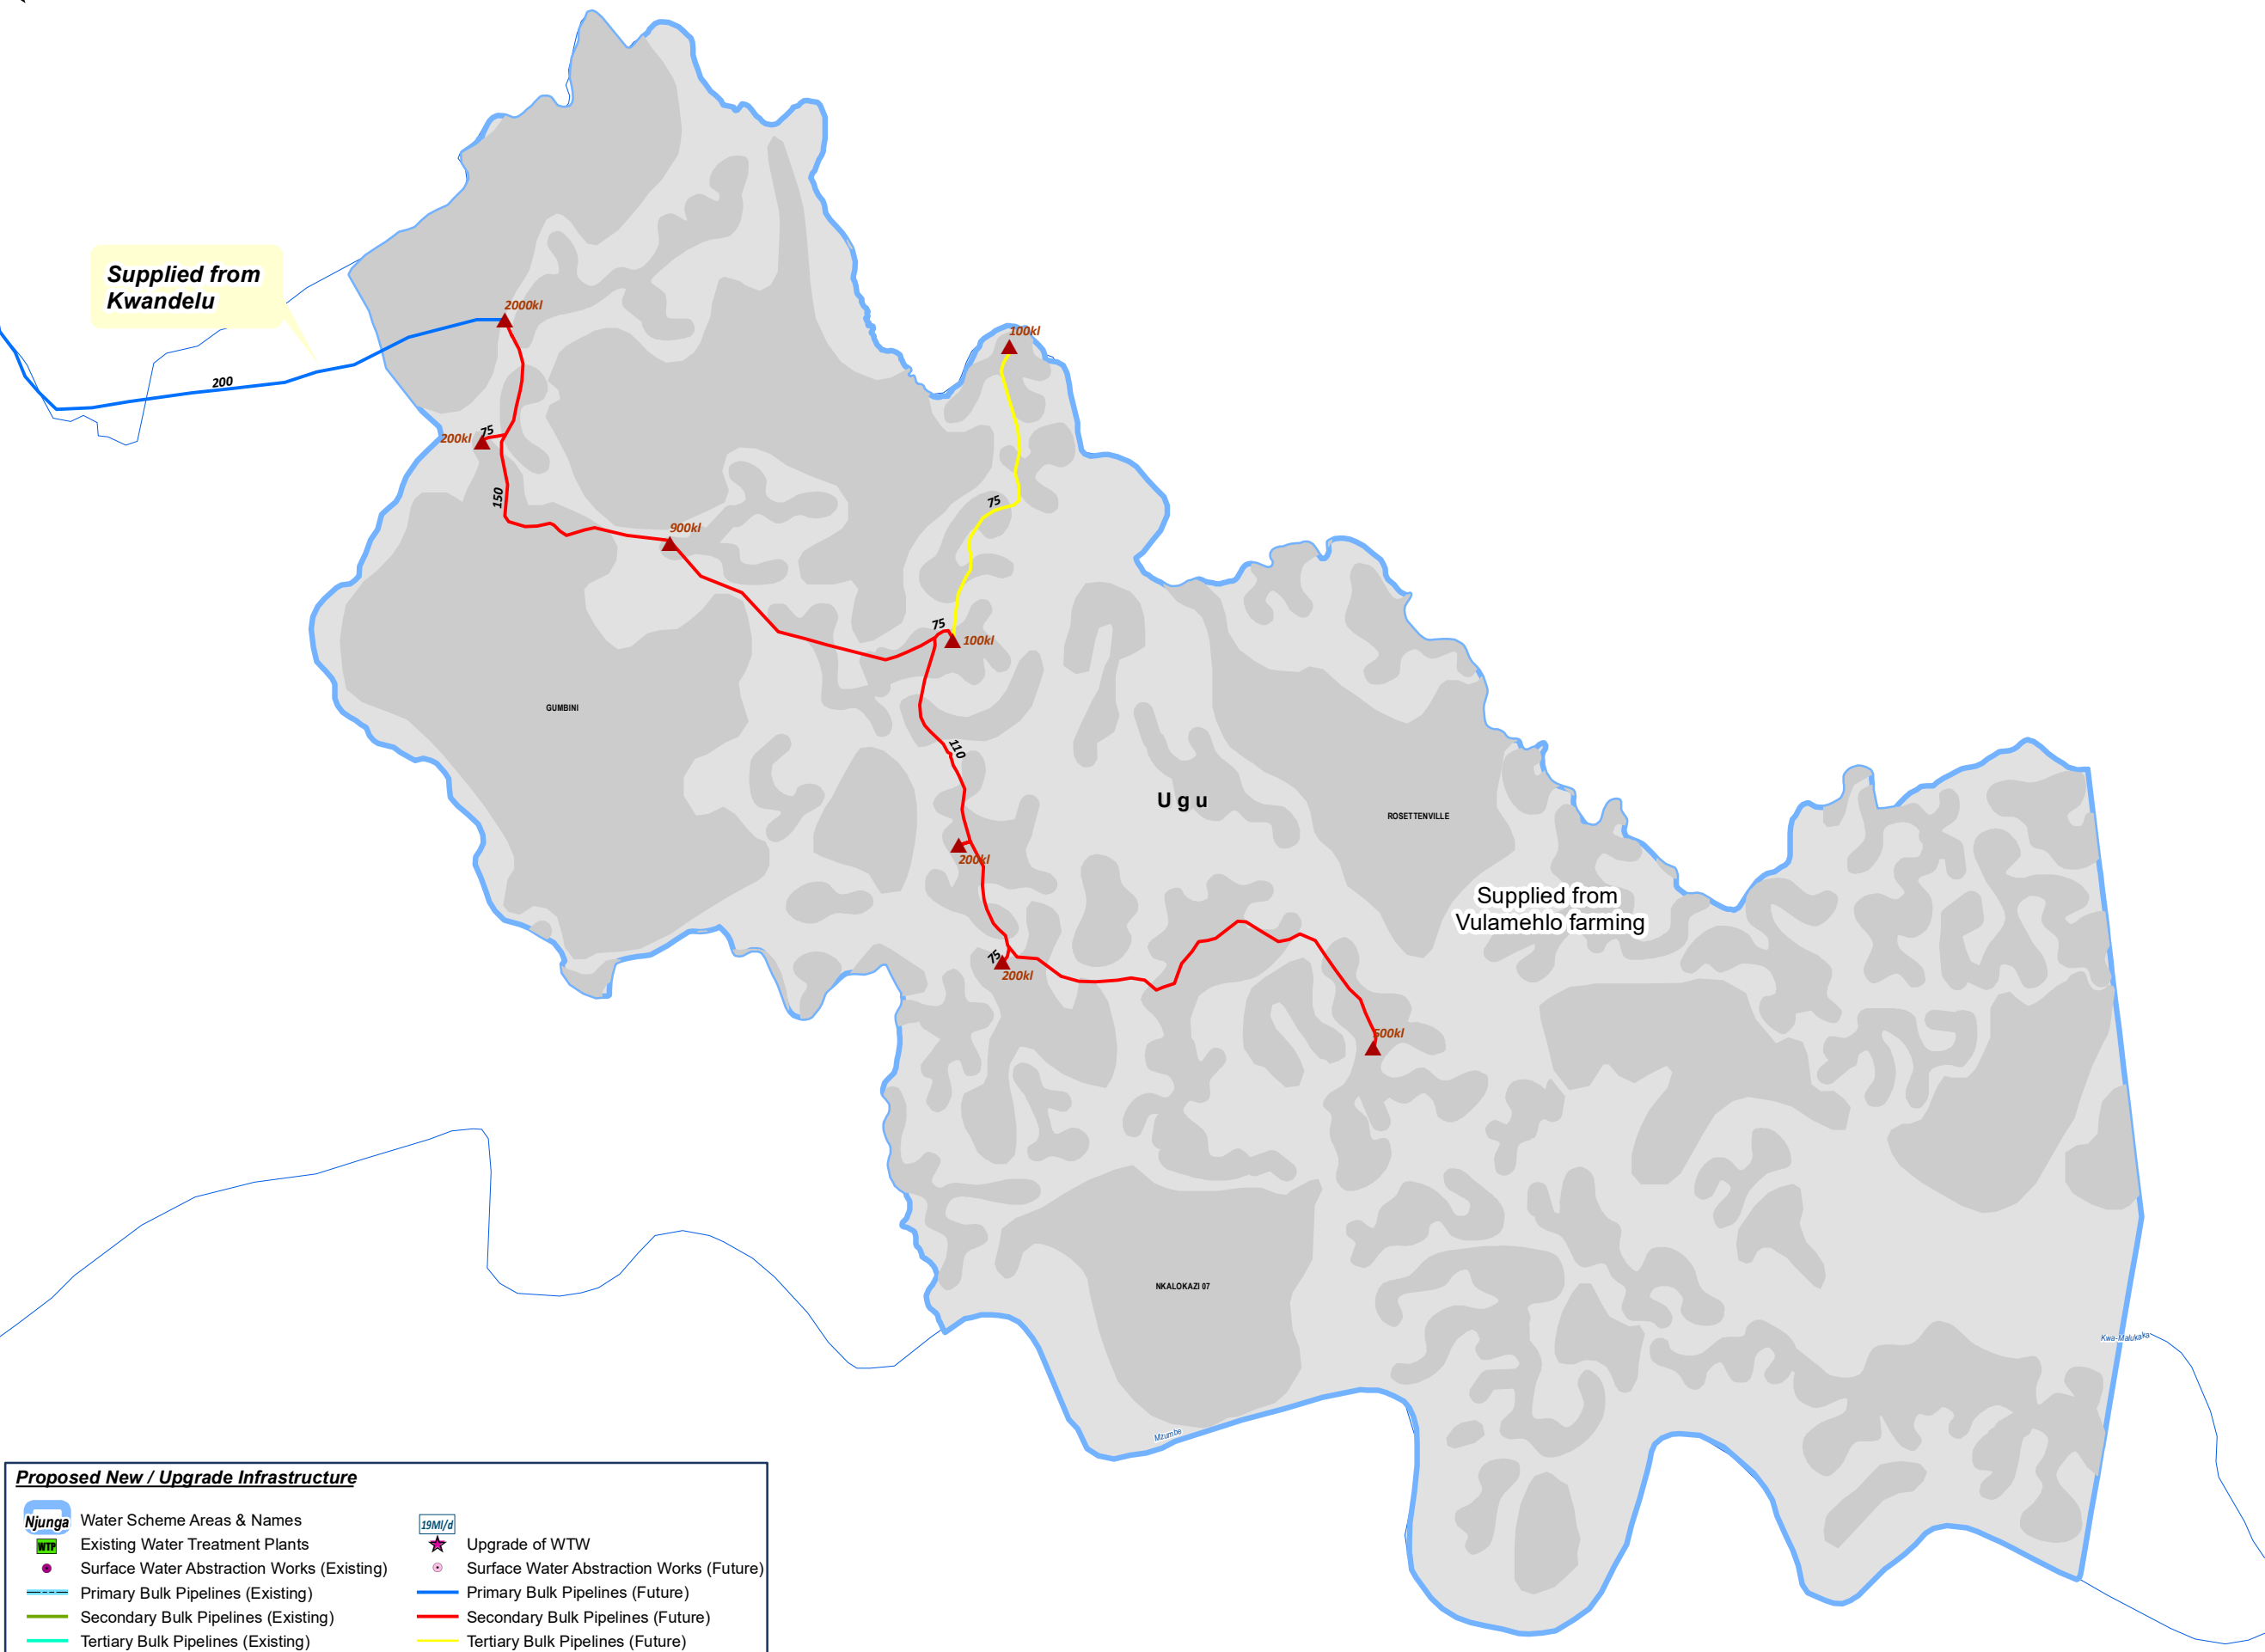 Supplied from
Kwandelu
200
2000kl
100kl
75
200kl
150
75
900kl
75
100kl
GUMBINI
110
U g u
ROSETTENVILLE
200kl
Supplied from
Vulamehlo farming
75
200kl
600kl
NKALOKAZI 07
Kwa-Malukaka
Mzumbe
Proposed New / Upgrade Infrastructure
Njunga Water Scheme Areas & Names
19Ml/d
WTP Existing Water Treatment Plants
Upgrade of WTW
Surface Water Abstraction Works (Existing)
Surface Water Abstraction Works (Future)
Primary Bulk Pipelines (Existing)
Primary Bulk Pipelines (Future)
Secondary Bulk Pipelines (Existing)
Secondary Bulk Pipelines (Future)
Tertiary Bulk Pipelines (Existing)
Tertiary Bulk Pipelines (Future)